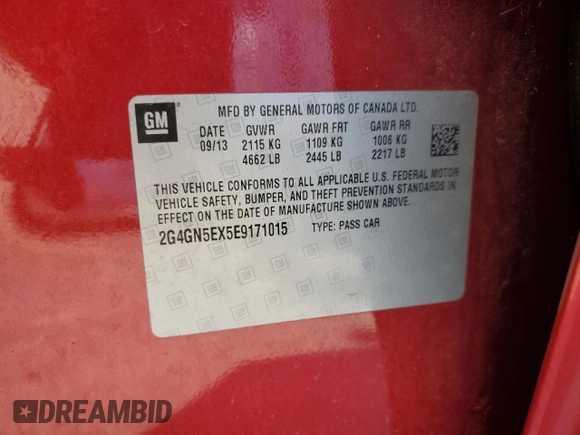 GM
MFD BY GENERAL MOTORS OF CANADA LTD.
DATE GVWR GAWR FRT GAWR RR
09/13 2115 KG 1109 KG 1006 KG
4662 LB 2445 LB 2217 LB
THIS VEHICLE CONFORMS TO ALL APPLICABLE U.S. FEDERAL MOTOR
VEHICLE SAFETY, BUMPER, AND THEFT PREVENTION STANDARDS IN
EFFECT ON THE DATE OF MANUFACTURE SHOWN ABOVE.
2G4GN5EX5E9171015 TYPE: PASS CAR
DREAMBID